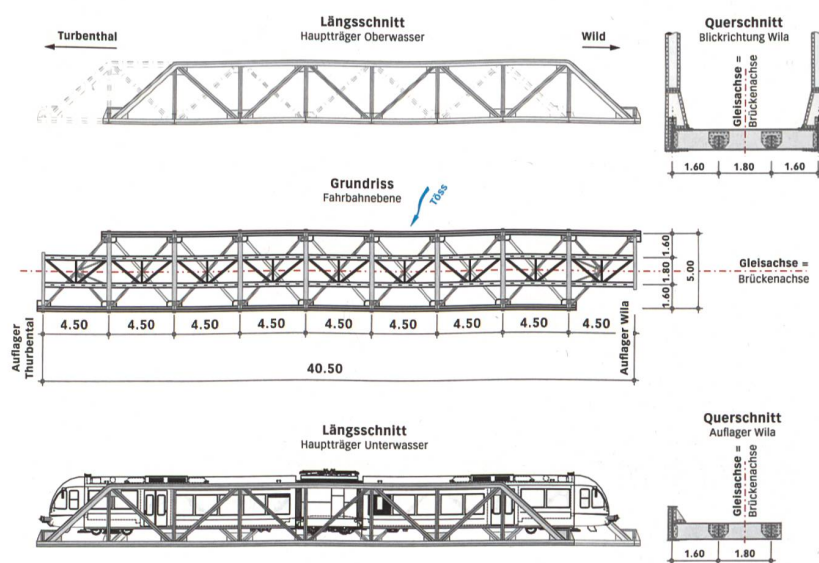 Längsschnitt
Hauptträger Oberwasser
Turbenthal
Wild
Querschnitt
Blickrichtung Wila
Gleisachse =
Brückenachse
1.60 1.80 1.60
Grundriss
Fahrbahnebene
Töss
1.60
1.80
1.60
5.00
Gleisachse =
Brückenachse
4.50 4.50 4.50 4.50 4.50 4.50 4.50 4.50 4.50
Auflager
Thurbental
Auflager Wila
40.50
Längsschnitt
Hauptträger Unterwasser
Querschnitt
Auflager Wila
Gleisachse =
Brückenachse
1.60 1.80